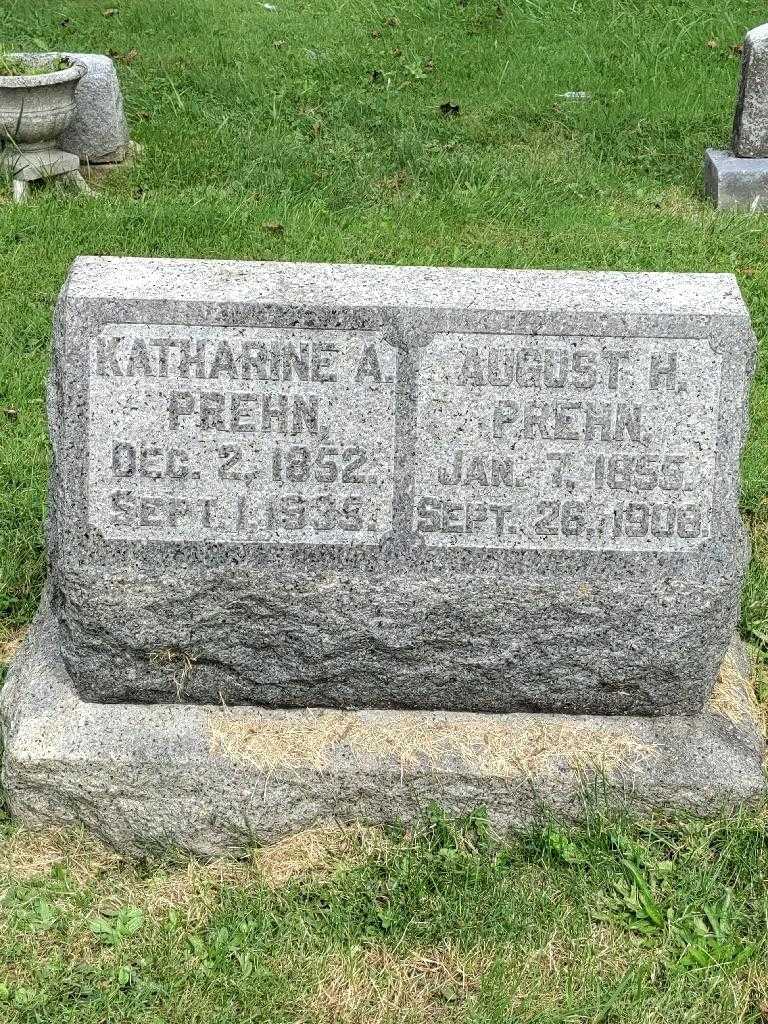 KATHARINE A.
PREHN.
DEC. 2, 1852.
SEPT. 1, 1935.
AUGUST H.
PREHN.
JAN. 7, 1855.
SEPT. 26, 1908.